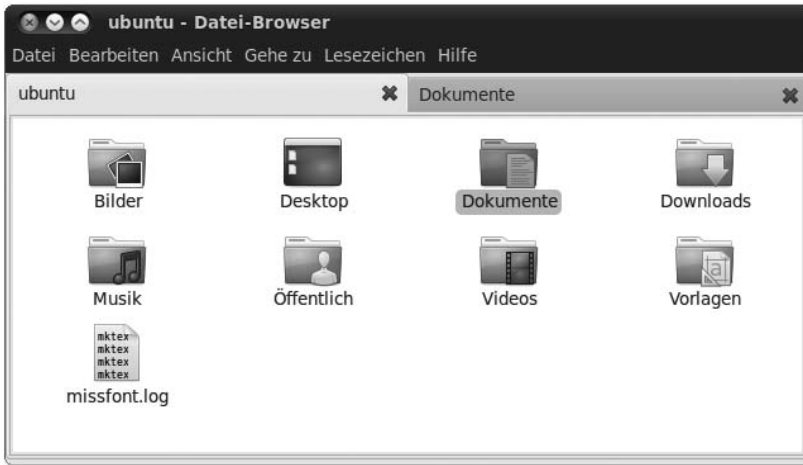 ubuntu - Datei-Browser
Datei Bearbeiten Ansicht Gehe zu Lesezeichen Hilfe
ubuntu Dokumente
Bilder Desktop Dokumente Downloads
a
Musik Öffentlich Videos Vorlagen
mktex
mktex
mktex
mktex
missfont.log